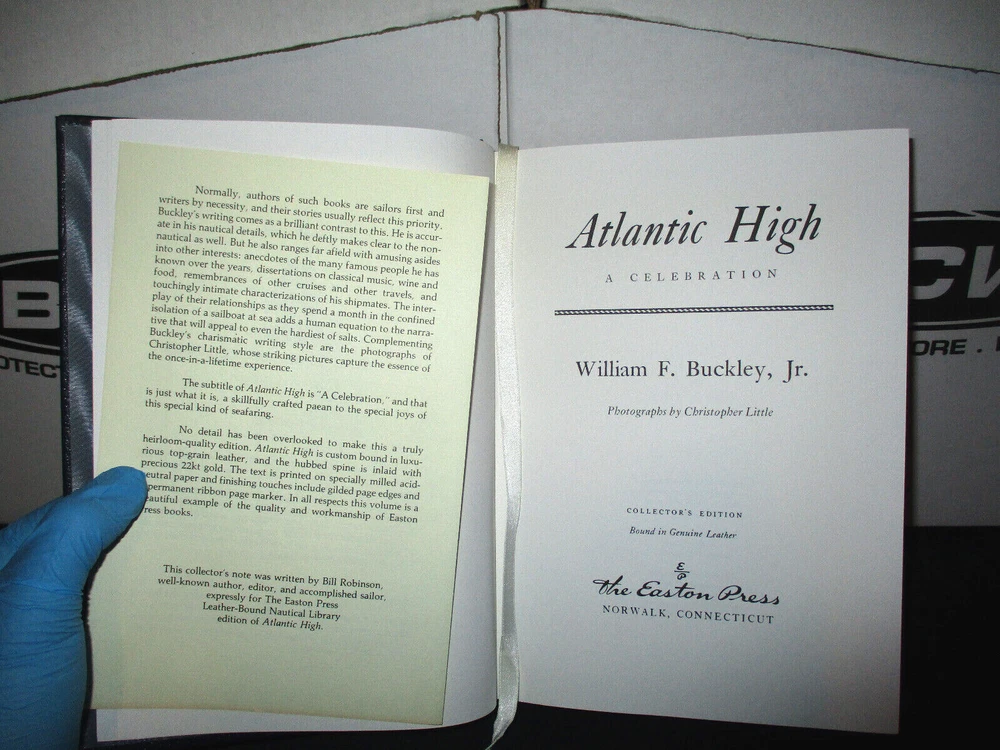 Normally, authors of such books are sailors first and
writers by necessity, and their stories usually reflect this priority.
Buckley's writing comes as a brilliant contrast to this. He is accur-
ate in his nautical details, which he deftly makes clear to the non-
nautical as well. But he also ranges far afield with amusing asides
into other interests: anecdotes of the many famous people he has
known over the years, dissertations on classical music, wine and
food, remembrances of other cruises and other travels, and
touchingly intimate characterizations of his shipmates. The inter-
play of their relationships as they spend a month in the confined
isolation of a sailboat at sea adds a human equation to the narra-
tive that will appeal to even the hardiest of salts. Complementing
Buckley's charismatic writing style are the photographs of
Christopher Little, whose striking pictures capture the essence of
the once-in-a-lifetime experience.
The subtitle of Atlantic High is "A Celebration," and that
is just what it is, a skillfully crafted paean to the special joys of
this special kind of seafaring.
No detail has been overlooked to make this a truly
heirloom-quality edition. Atlantic High is custom bound in luxu-
rious top-grain leather, and the hubbed spine is inlaid with
precious 22kt gold. The text is printed on specially milled acid-
neutral paper and finishing touches include gilded page edges and
permanent ribbon page marker. In all respects this volume is a
eautiful example of the quality and workmanship of Easton
ress books.
This collector's note was written by Bill Robinson,
well-known author, editor, and accomplished sailor,
expressly for The Easton Press
Leather-Bound Nautical Library
edition of Atlantic High.
Atlantic High
A CELEBRATION
William F. Buckley, Jr.
Photographs by Christopher Little
COLLECTOR'S EDITION
Bound in Genuine Leather
E/P
The Easton Press
NORWALK, CONNECTICUT
B
OTEC
CW
ORE .